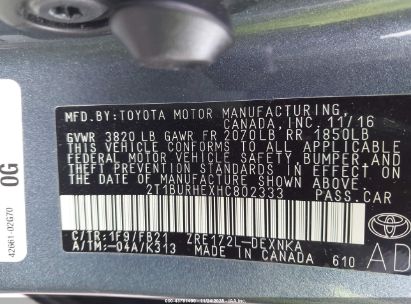 MFD.BY:TOYOTA MOTOR MANUFACTURING,
CANADA, INC. 11/16
GVWR 3820LB GAWR FR 2070LB,RR 1850LB
THIS VEHICLE CONFORMS TO ALL APPLICABLE
FEDERAL MOTOR VEHICLE SAFETY, BUMPER, AND
THEFT PREVENTION STANDARDS IN EFFECT ON
THE DATE OF MANUFACTURE SHOWN ABOVE.
2T1BURHEXHC802333 PASS.CAR
C/TR:1F9/FB21 ZRE172L-DEXNKA
A/TM:-04A/K313 MADE IN CANADA 610
TOYOTA
AD
0G
42661-02G70